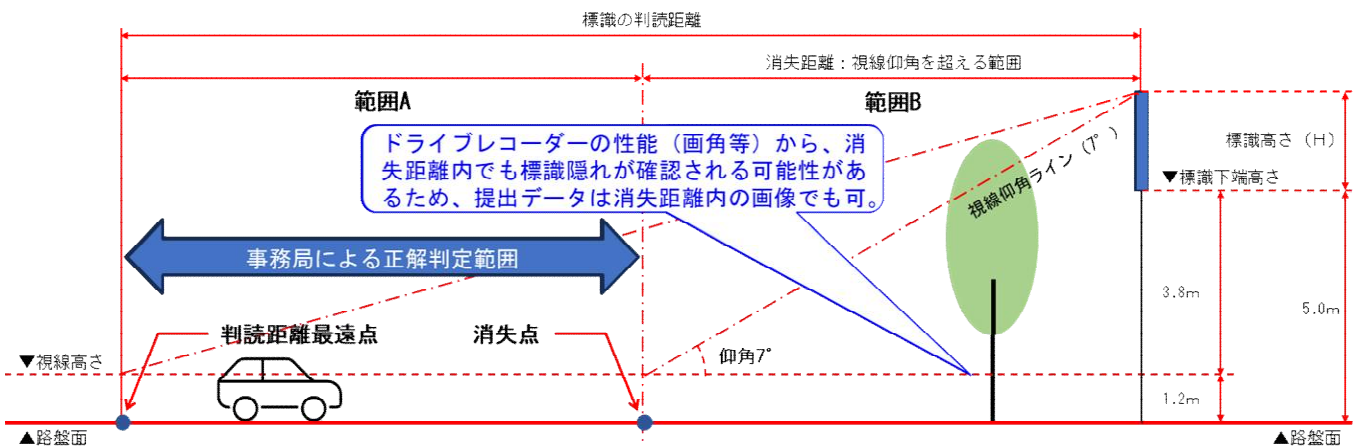 標識の判読距離
消失距離：視線仰角を超える範囲
範囲A
範囲B
ドライブレコーダーの性能（画角等）から、消
失距離内でも標識隠れが確認される可能性があ
るため、提出データは消失距離内の画像でも可。
視線仰角ライン（7°）
標識高さ（H）
▼標識下端高さ
事務局による正解判定範囲
3.8m
5.0m
判読距離最遠点
消失点
仰角7°
▼視線高さ
1.2m
▲路盤面
▲路盤面